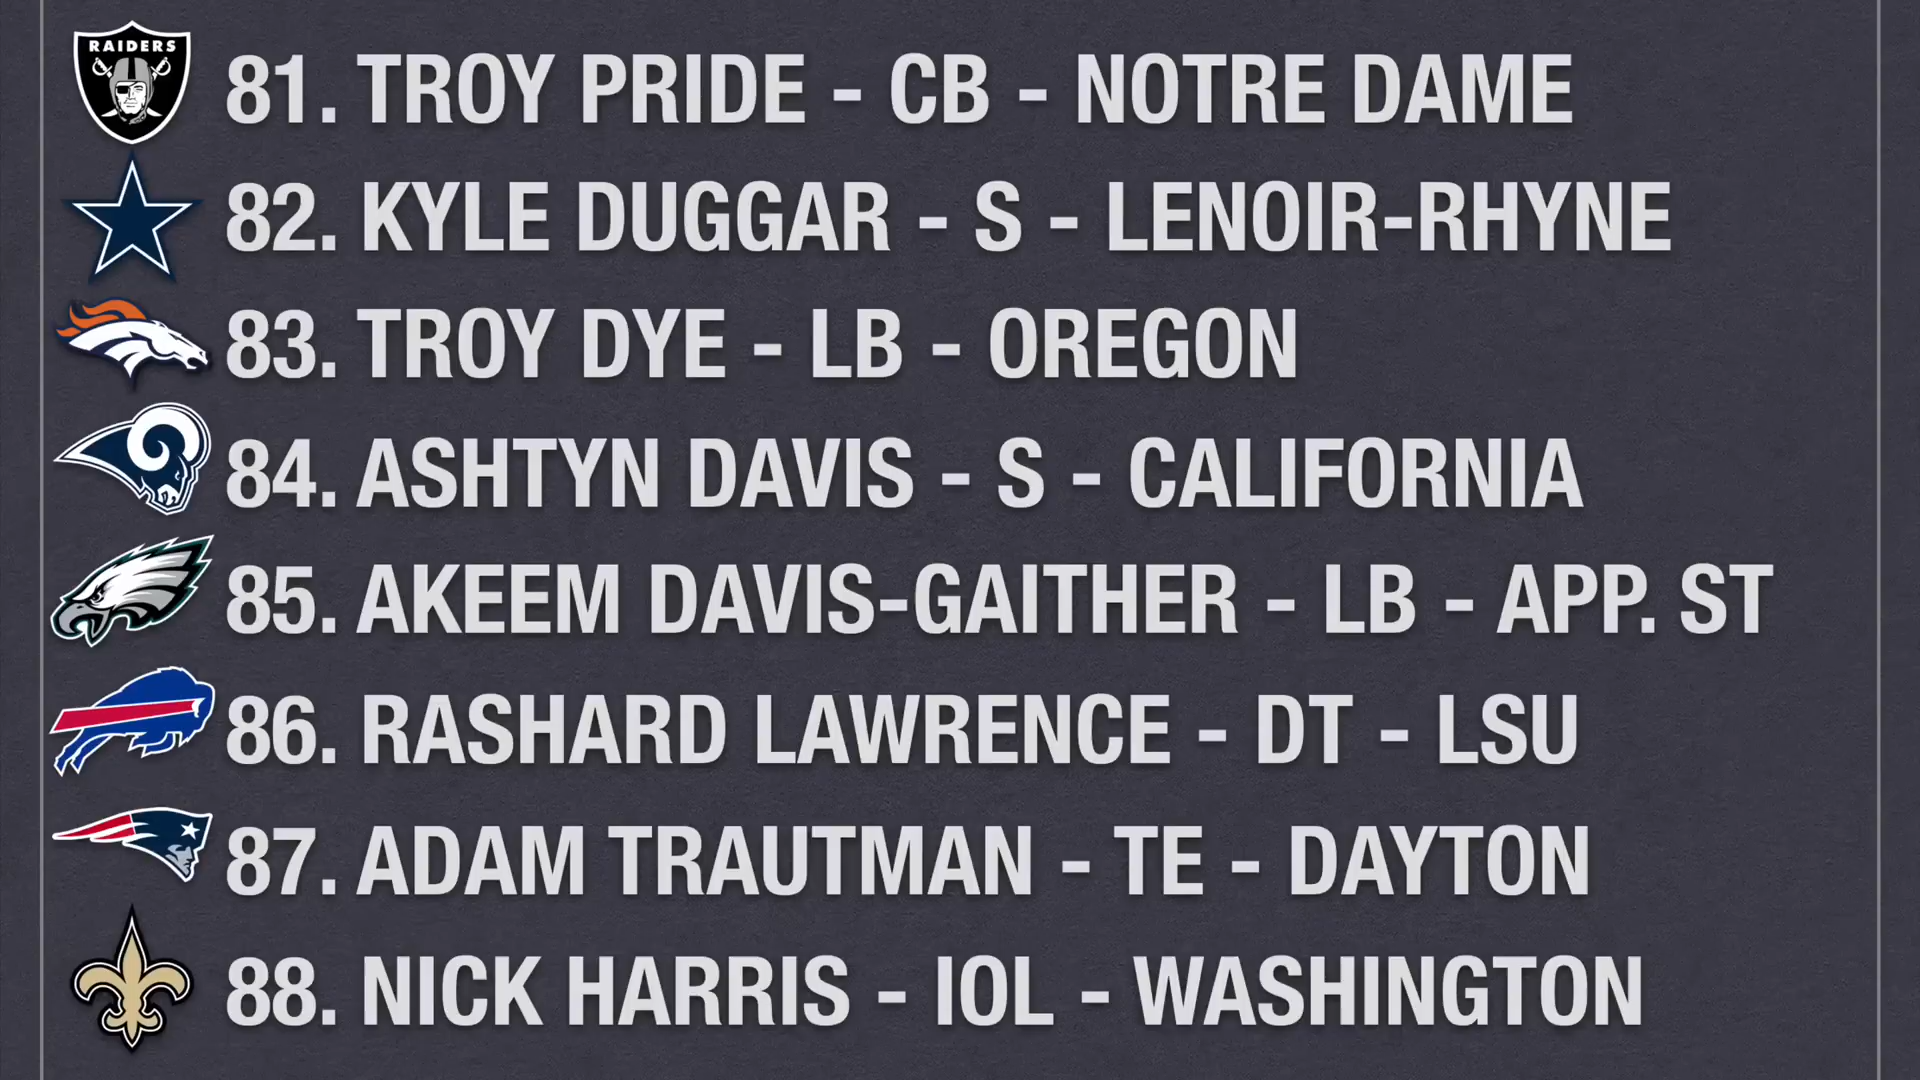 RAIDERS
81. TROY PRIDE - CB - NOTRE DAME
82. KYLE DUGGAR - S - LENOIR-RHYNE
83. TROY DYE - LB - OREGON
84. ASHTYN DAVIS - S - CALIFORNIA
85. AKEEM DAVIS-GAITHER - LB - APP. ST
86. RASHARD LAWRENCE - DT - LSU
87. ADAM TRAUTMAN - TE - DAYTON
88. NICK HARRIS - IOL - WASHINGTON